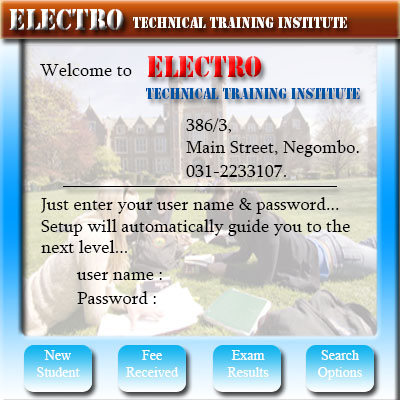 ELECTRO TECHNICAL TRAINING INSTITUTE
Welcome to ELECTRO
TECHNICAL TRAINING INSTITUTE
386/3,
Main Street, Negombo.
031-2233107.
Just enter your user name & password...
Setup will automatically guide you to the
next level...
user name :
Password :
New
Student
Fee
Received
Exam
Results
Search
Options